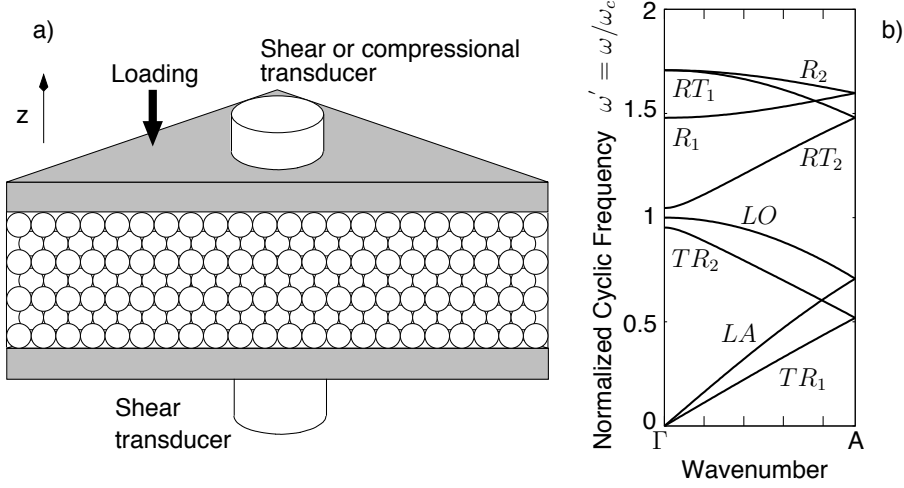 a)
Shear or compressional
transducer
Loading
z
Shear
transducer
b)
Normalized Cyclic Frequency ω' = ω/ω_c
2
1.5
1
0.5
0
R_2
RT_1
R_1
RT_2
LO
TR_2
LA
TR_1
Γ A
Wavenumber